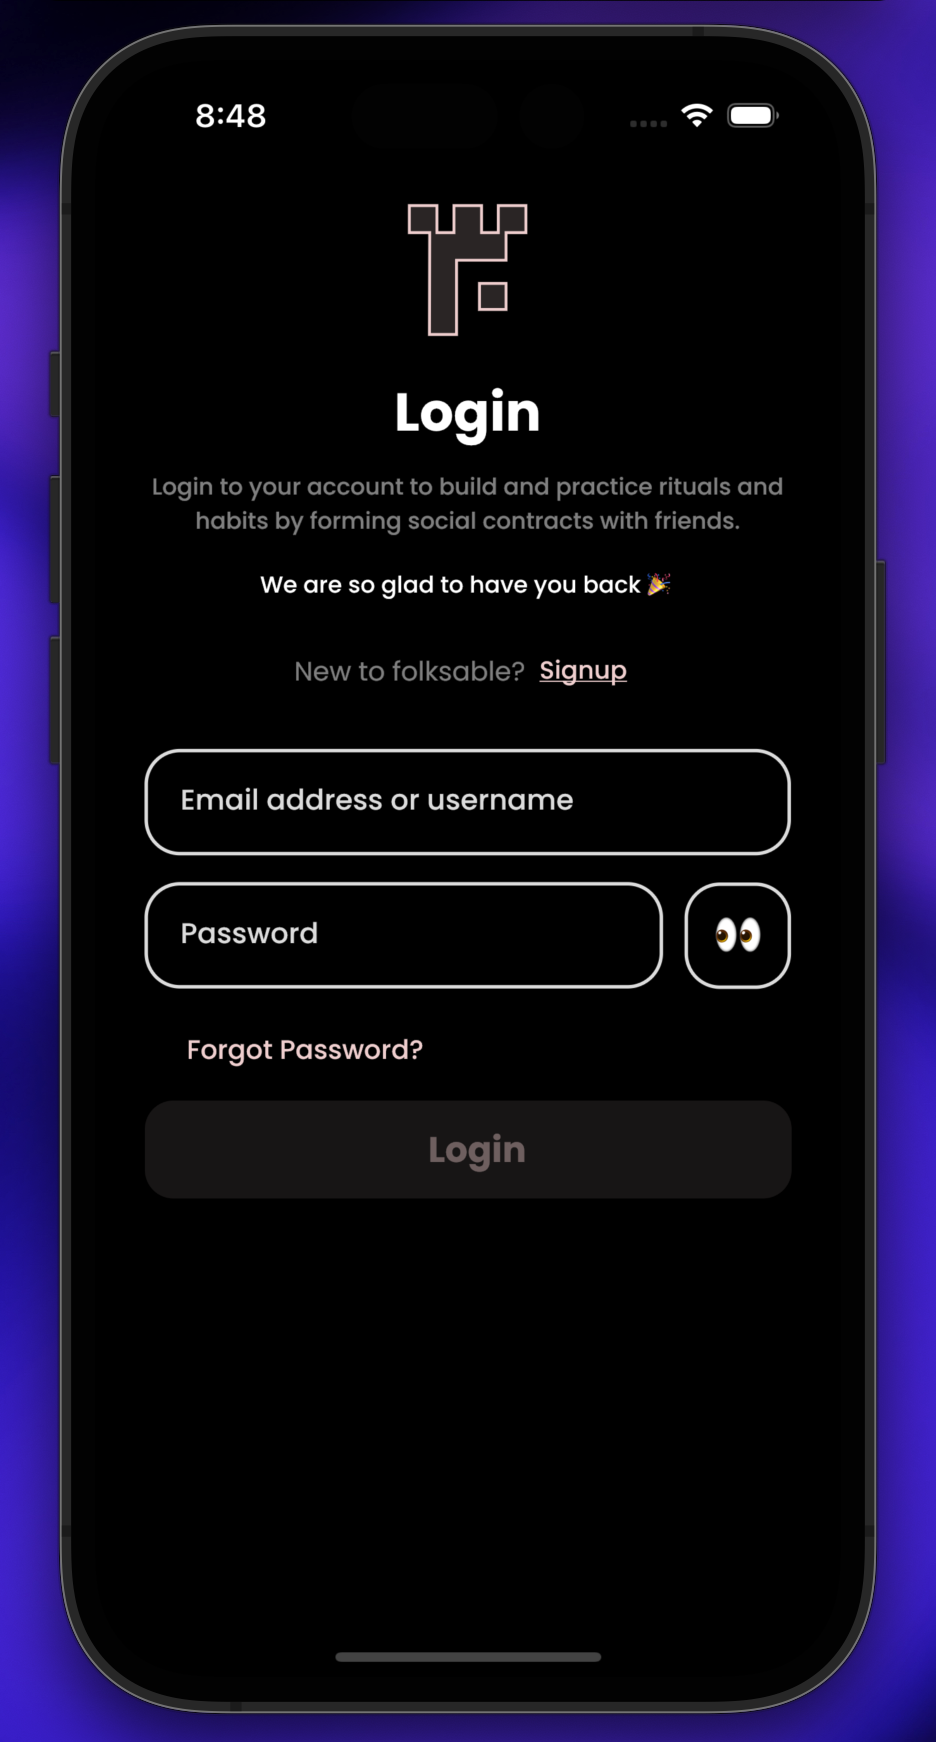 8:48
Login
Login to your account to build and practice rituals and
habits by forming social contracts with friends.
We are so glad to have you back 🎉
New to folksable? Signup
Email address or username
Password 👀
Forgot Password?
Login